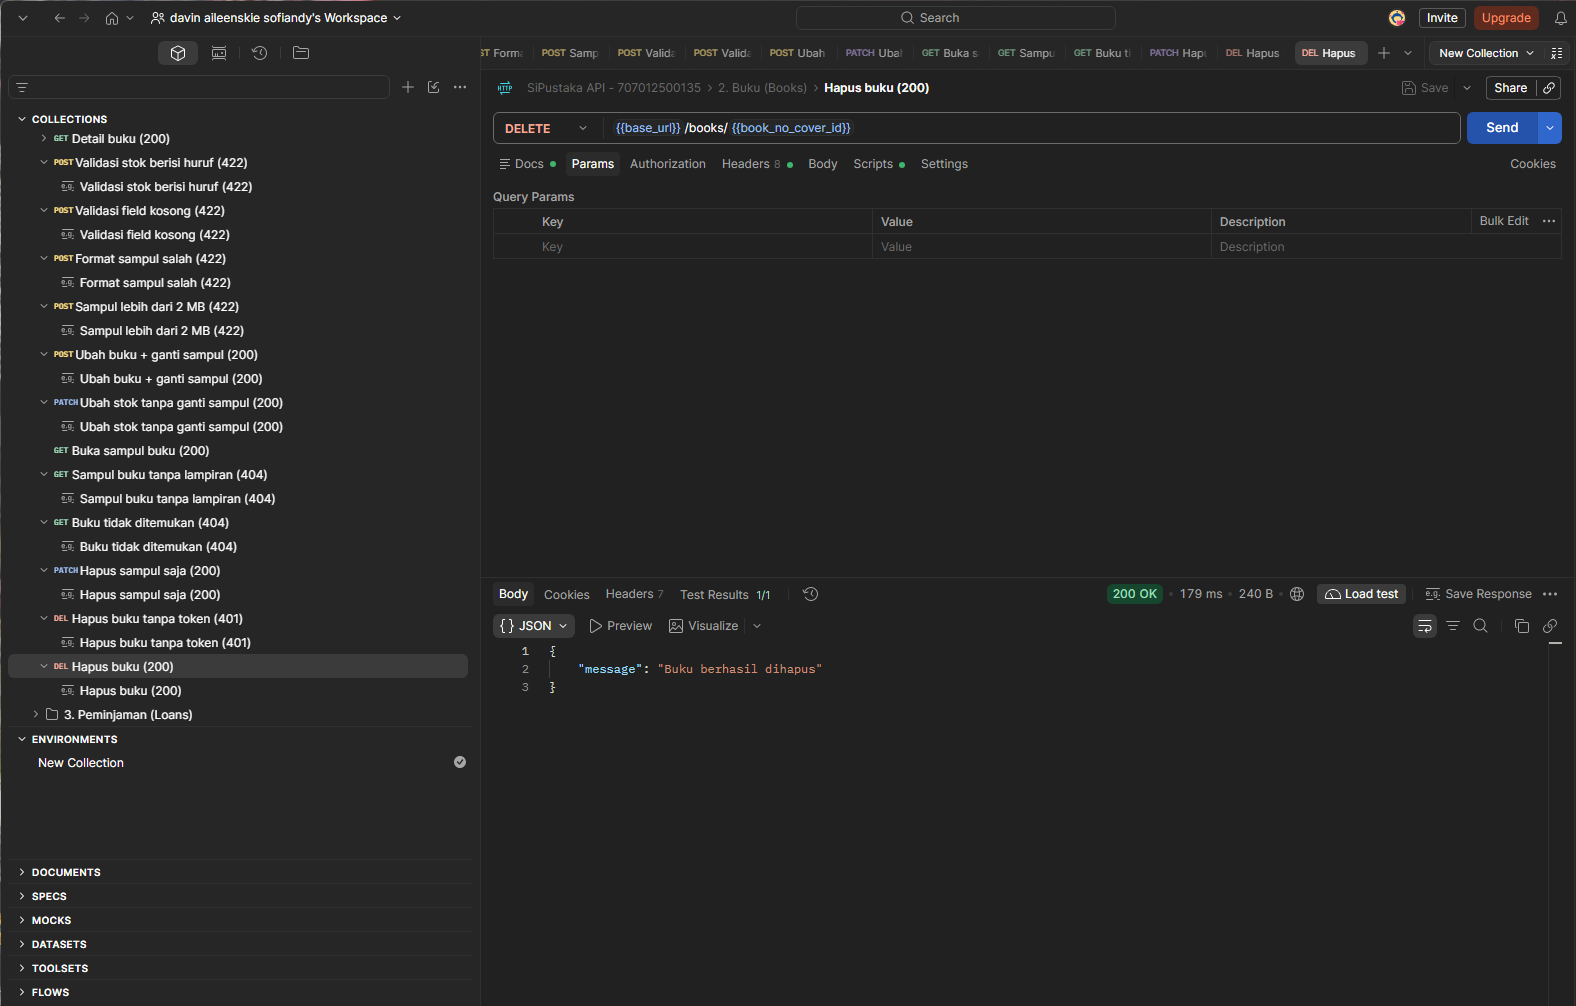 davin aileenskie sofiandy's Workspace
Search
Invite
Upgrade
COLLECTIONS
GET Detail buku (200)
POST Validasi stok berisi huruf (422)
e.g. Validasi stok berisi huruf (422)
POST Validasi field kosong (422)
e.g. Validasi field kosong (422)
POST Format sampul salah (422)
e.g. Format sampul salah (422)
POST Sampul lebih dari 2 MB (422)
e.g. Sampul lebih dari 2 MB (422)
POST Ubah buku + ganti sampul (200)
e.g. Ubah buku + ganti sampul (200)
PATCH Ubah stok tanpa ganti sampul (200)
e.g. Ubah stok tanpa ganti sampul (200)
GET Buka sampul buku (200)
GET Sampul buku tanpa lampiran (404)
e.g. Sampul buku tanpa lampiran (404)
GET Buku tidak ditemukan (404)
e.g. Buku tidak ditemukan (404)
PATCH Hapus sampul saja (200)
e.g. Hapus sampul saja (200)
DEL Hapus buku tanpa token (401)
e.g. Hapus buku tanpa token (401)
DEL Hapus buku (200)
e.g. Hapus buku (200)
3. Peminjaman (Loans)
ENVIRONMENTS
New Collection
DOCUMENTS
SPECS
MOCKS
DATASETS
TOOLSETS
FLOWS
ST Forma POST Samp POST Valida POST Valida POST Ubah PATCH Ubal GET Buka s GET Sampu GET Buku ti PATCH Hapu DEL Hapus DEL Hapus New Collection
HTTP SiPustaka API - 707012500135 > 2. Buku (Books) > Hapus buku (200) Save Share
DELETE {{base_url}} /books/ {{book_no_cover_id}} Send
Docs Params Authorization Headers 8 Body Scripts Settings Cookies
Query Params
Key Value Description Bulk Edit
Key Value Description
Body Cookies Headers 7 Test Results 1/1 200 OK 179 ms 240 B Load test e.g. Save Response
{} JSON Preview Visualize
1 {
2 "message": "Buku berhasil dihapus"
3 }